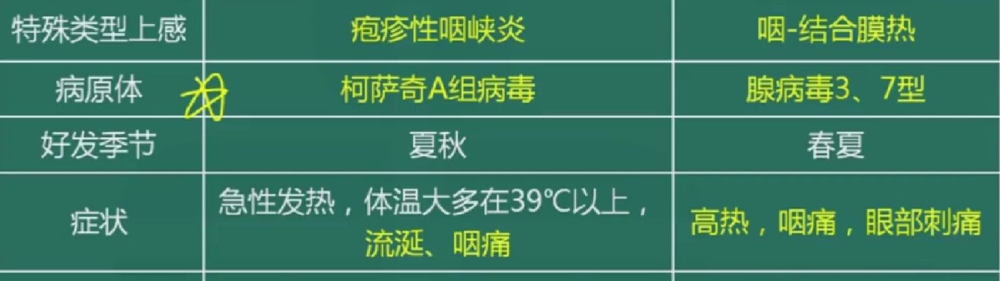 特殊类型上感 疱疹性咽峡炎 咽-结合膜热
病原体 柯萨奇A组病毒 腺病毒3、7型
好发季节 夏秋 春夏
症状 急性发热，体温大多在39℃以上，
流涎、咽痛 高热，咽痛，眼部刺痛